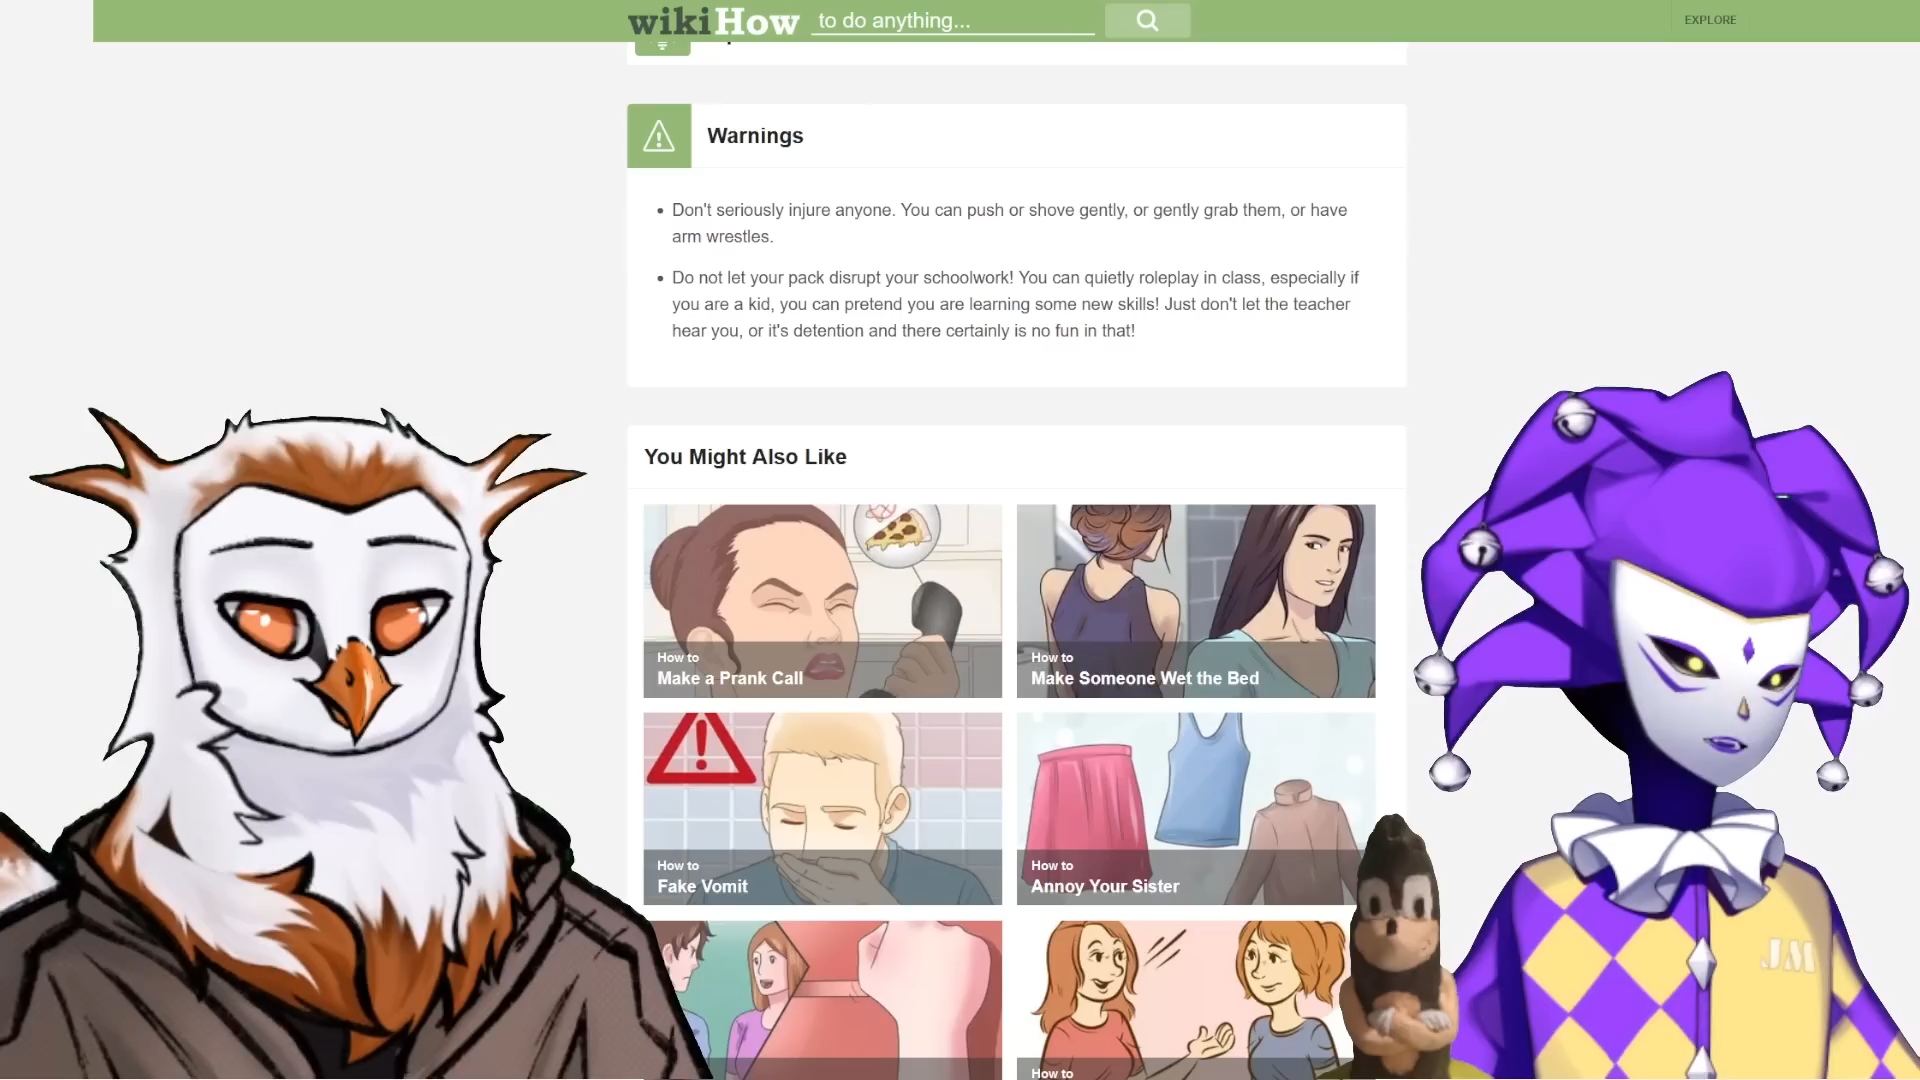 wikiHow to do anything...
EXPLORE
Warnings
Don't seriously injure anyone. You can push or shove gently, or gently grab them, or have
arm wrestles.
Do not let your pack disrupt your schoolwork! You can quietly roleplay in class, especially if
you are a kid, you can pretend you are learning some new skills! Just don't let the teacher
hear you, or it's detention and there certainly is no fun in that!
You Might Also Like
How to
Make a Prank Call
How to
Make Someone Wet the Bed
How to
Fake Vomit
How to
Annoy Your Sister
How to
JM